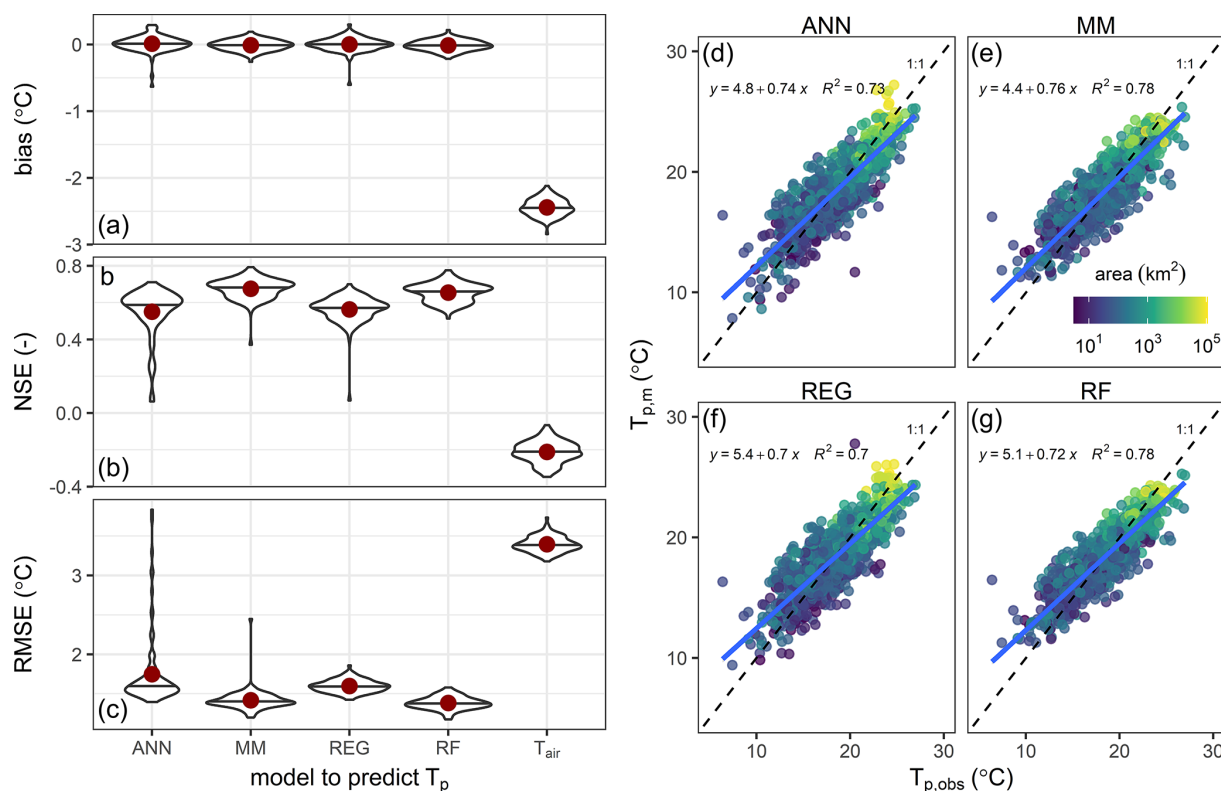 bias (°C)
0
-1
-2
-3
(a)
NSE (-)
0.8
0.4
0.0
-0.4
b
(b)
RMSE (°C)
3
2
(c)
ANN MM REG RF T_air
model to predict T_p
T_p,m (°C)
ANN
30
20
10
(d)
1:1
y = 4.8 + 0.74 x R² = 0.73
MM
(e)
1:1
y = 4.4 + 0.76 x R² = 0.78
area (km²)
10¹ 10³ 10⁵
REG
30
20
10
(f)
1:1
y = 5.4 + 0.7 x R² = 0.7
RF
(g)
1:1
y = 5.1 + 0.72 x R² = 0.78
10 20 30 10 20 30
T_p,obs (°C)